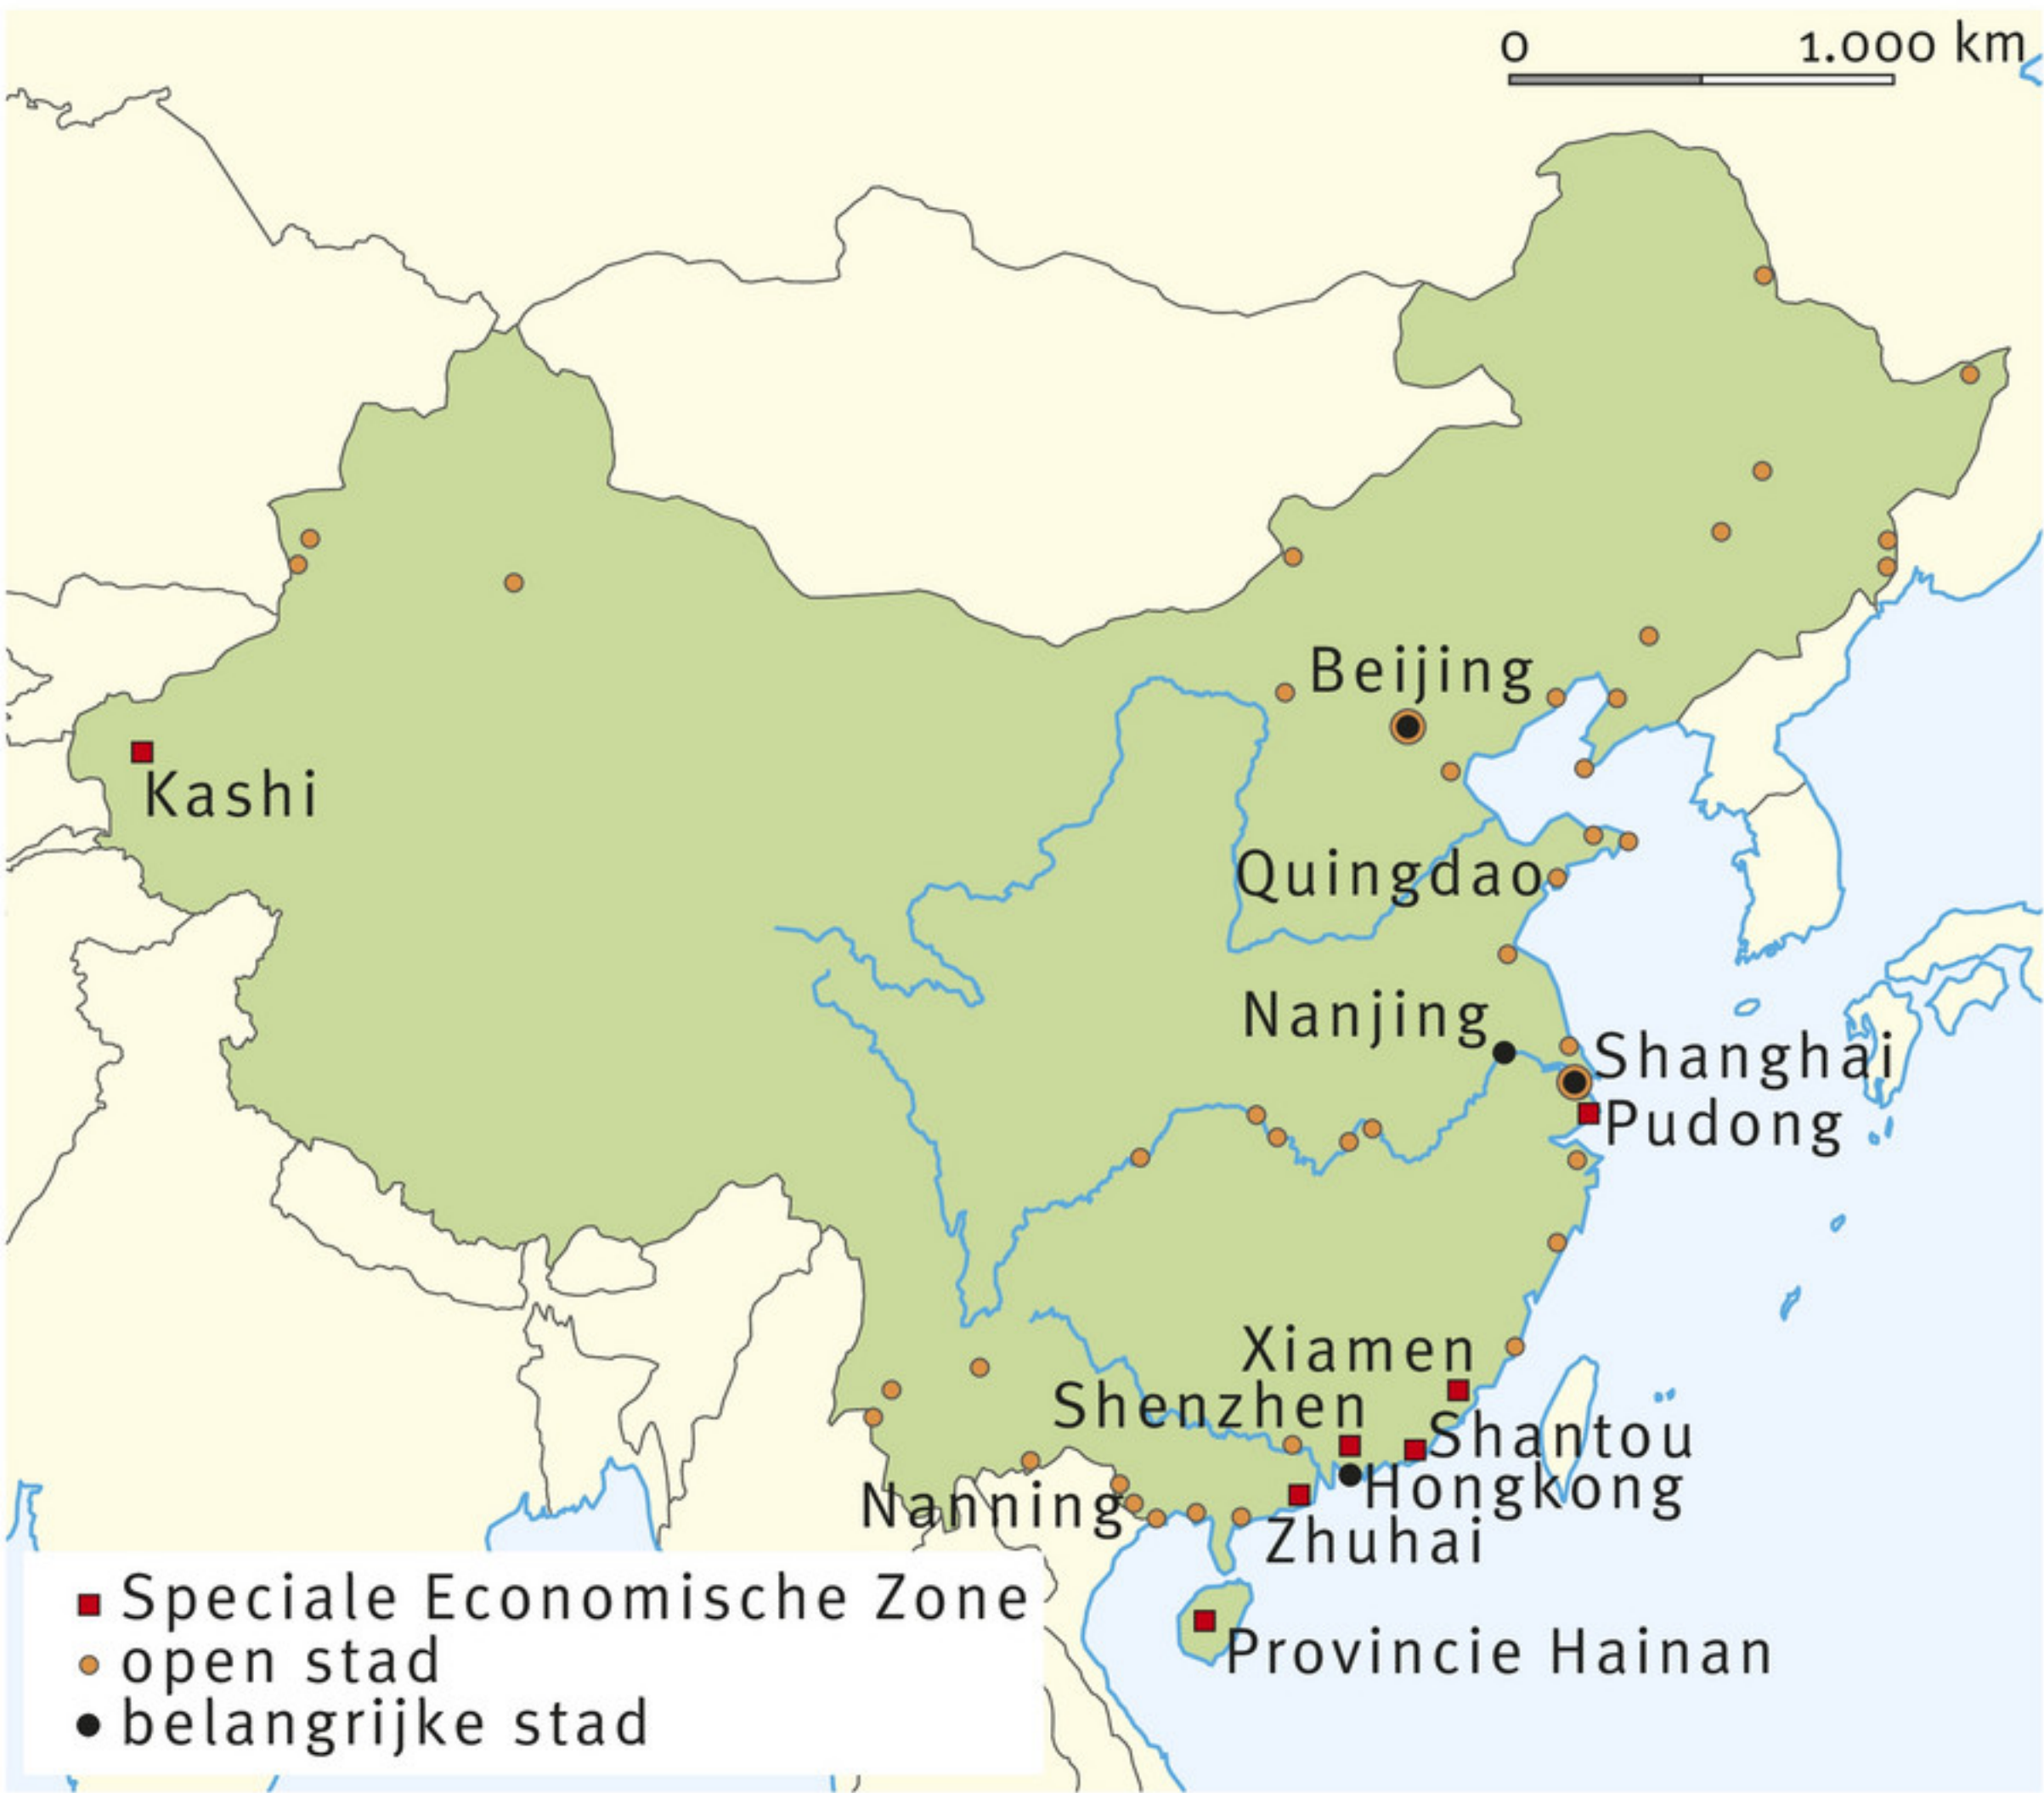 0 1.000 km
Beijing
Kashi
Quingdao
Nanjing
Shanghai
Pudong
Xiamen
Shenzhen
Shantou
Hongkong
Nanning
Zhuhai
Provincie Hainan
Speciale Economische Zone
open stad
belangrijke stad